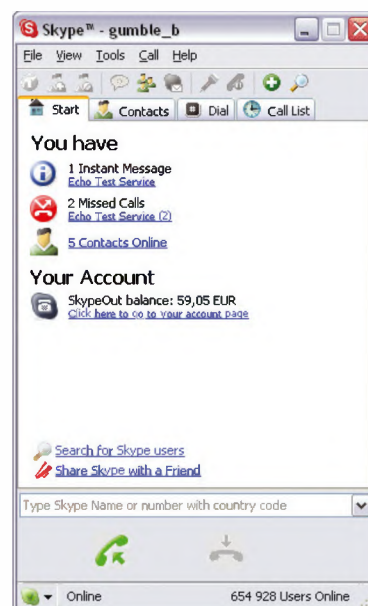 Skype™ - gumble_b
File View Tools Call Help
Start Contacts Dial Call List
You have
1 Instant Message
Echo Test Service
2 Missed Calls
Echo Test Service (2)
5 Contacts Online
Your Account
SkypeOut balance: 59,05 EUR
Click here to go to your account page
Search for Skype users
Share Skype with a Friend
Type Skype Name or number with country code
Online 654 928 Users Online